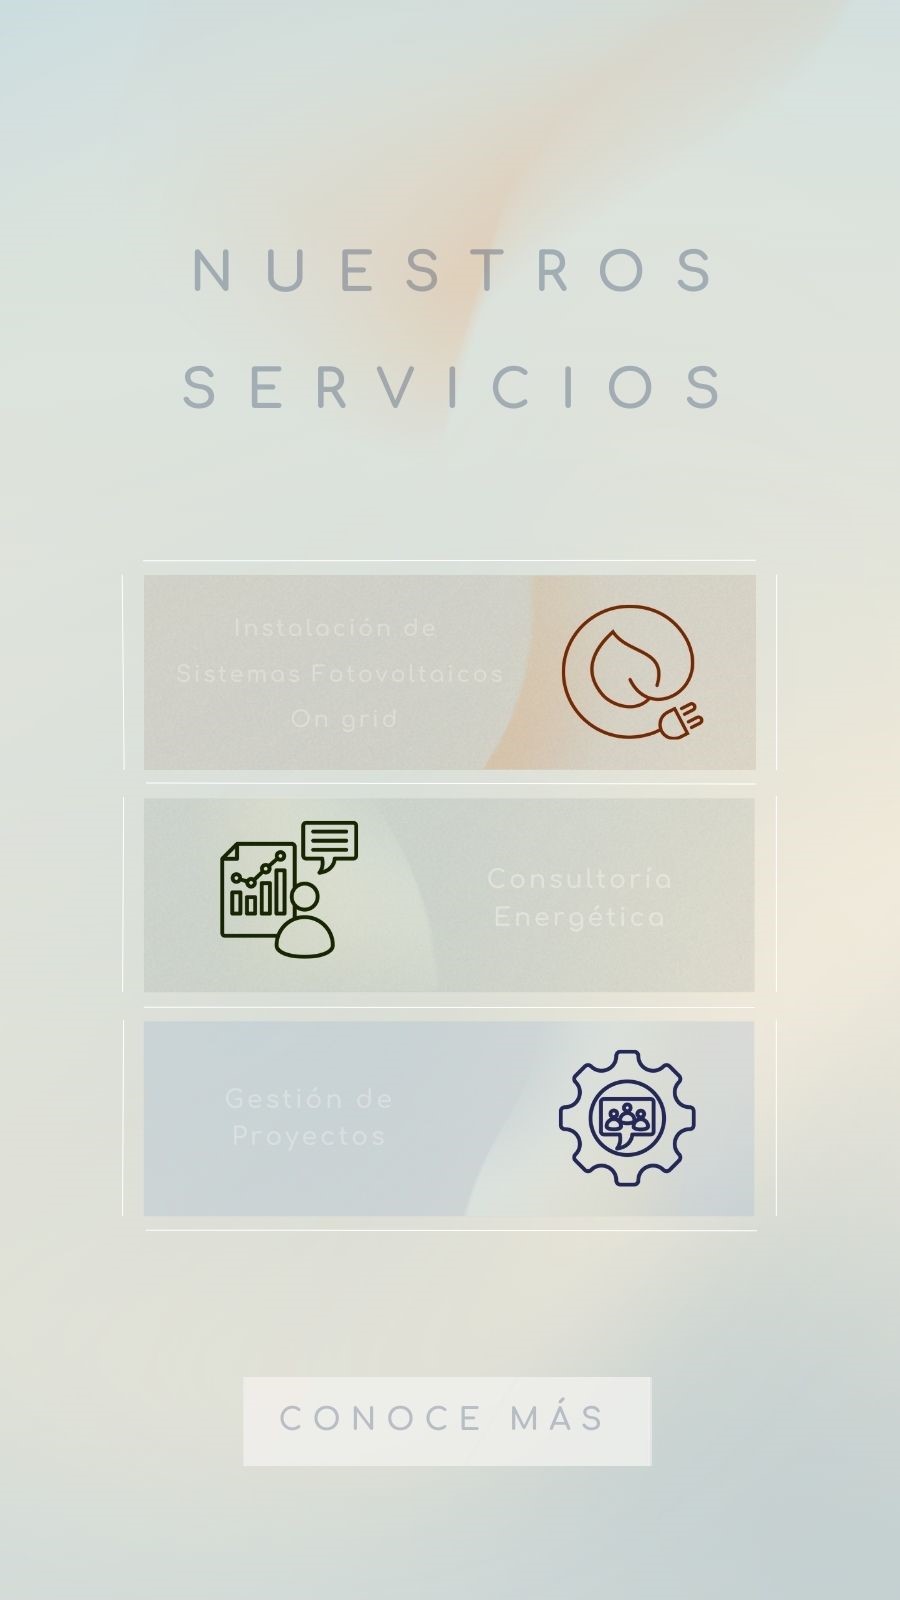 NUESTROS
SERVICIOS
Instalación de
Sistemas Fotovoltaicos
On grid
Consultoría
Energética
Gestión de
Proyectos
CONOCE MÁS